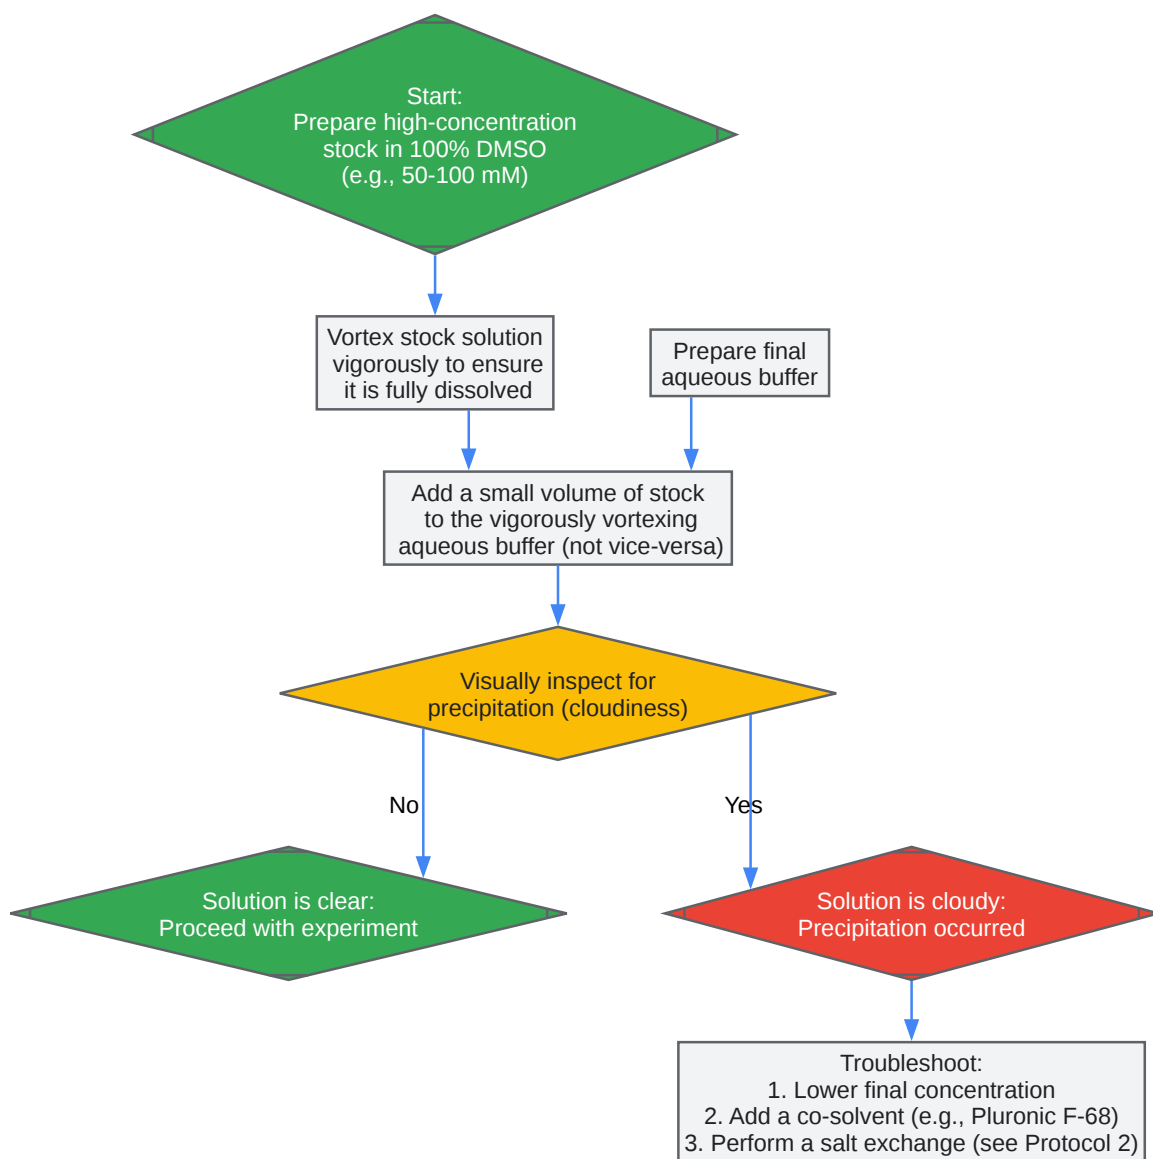 Start:
Prepare high-concentration
stock in 100% DMSO
(e.g., 50-100 mM)
Vortex stock solution
vigorously to ensure
it is fully dissolved
Prepare final
aqueous buffer
Add a small volume of stock
to the vigorously vortexing
aqueous buffer (not vice-versa)
Visually inspect for
precipitation (cloudiness)
No
Yes
Solution is clear:
Proceed with experiment
Solution is cloudy:
Precipitation occurred
Troubleshoot:
1. Lower final concentration
2. Add a co-solvent (e.g., Pluronic F-68)
3. Perform a salt exchange (see Protocol 2)